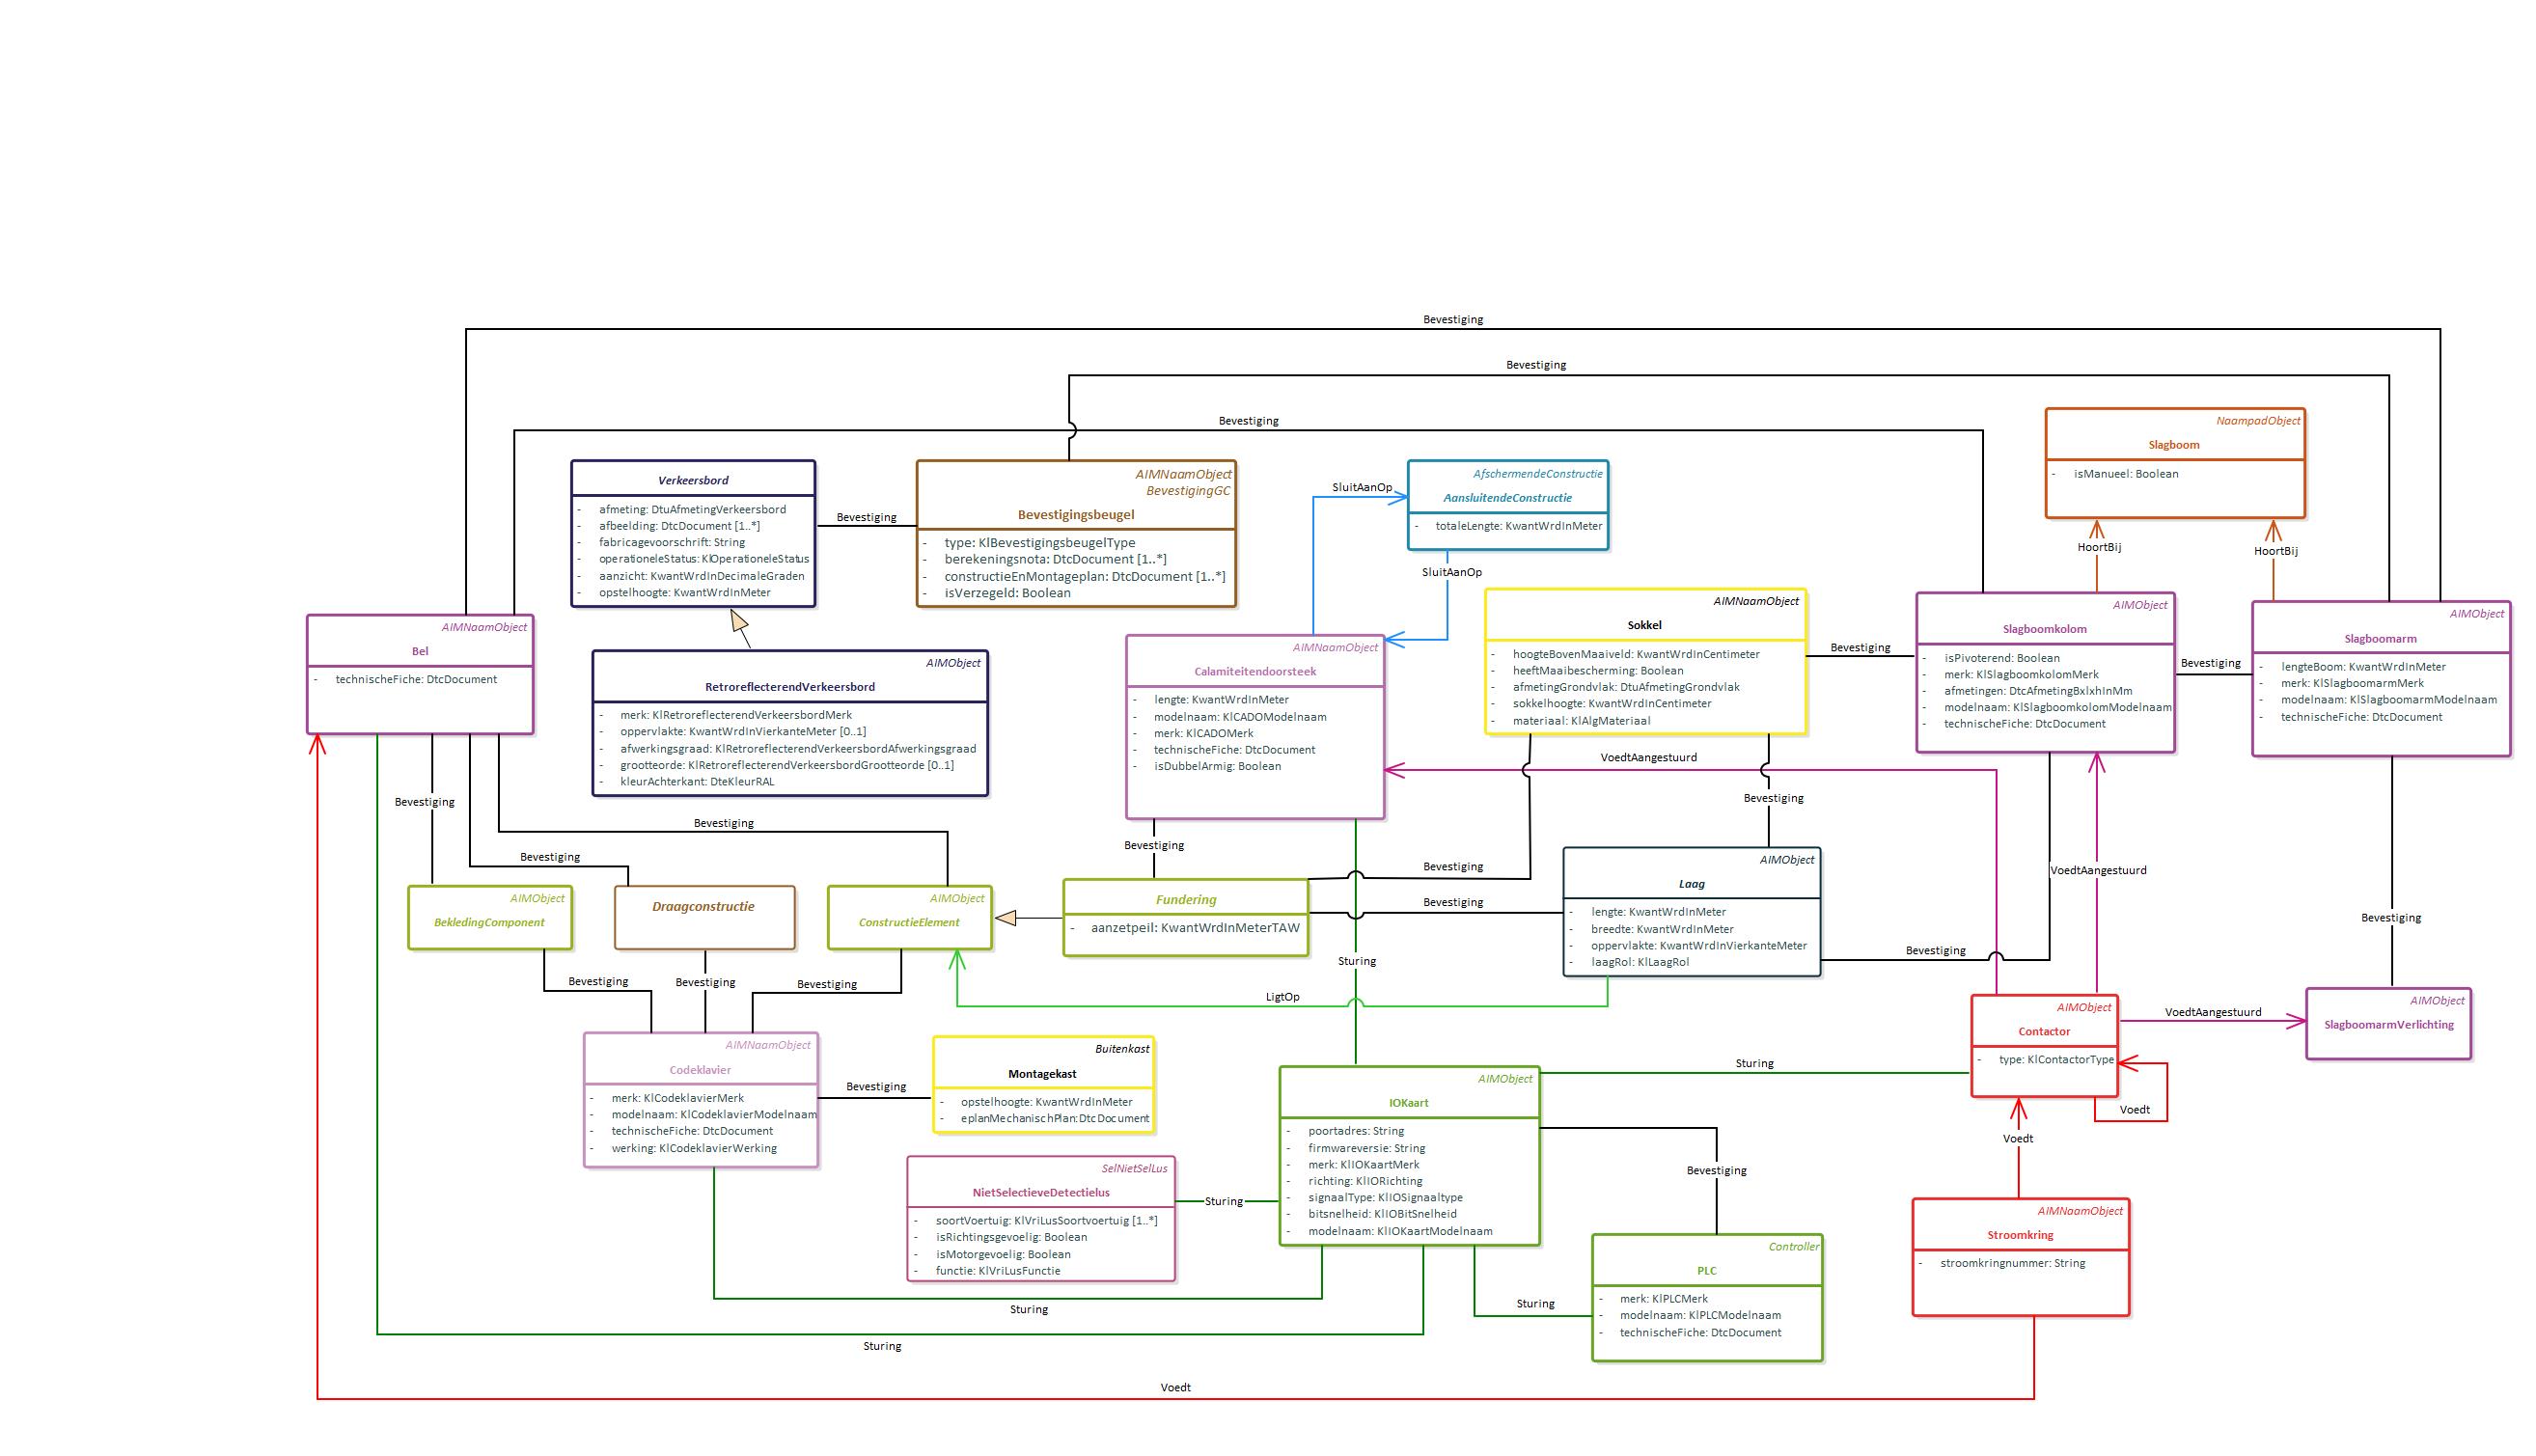 Bevestiging
Bevestiging
Bevestiging
NaampadObject
Slagboom
- isManueel: Boolean
Verkeersbord
- afmeting: DtuAfmetingVerkeersbord
- afbeelding: DtcDocument [1..*]
- fabricagevoorschrift: String
- operationeleStatus: KlOperationeleStatus
- aanzicht: KwantWrdInDecimaleGraden
- opstelhoogte: KwantWrdInMeter
Bevestiging
AIMNaamObject
BevestigingGC
Bevestigingsbeugel
- type: KlBevestigingsbeugelType
- berekeningsnota: DtcDocument [1..*]
- constructieEnMontageplan: DtcDocument [1..*]
- isVerzegeld: Boolean
SluitAanOp
AfschermendeConstructie
AansluitendeConstructie
- totaleLengte: KwantWrdInMeter
SluitAanOp
HoortBij
HoortBij
AIMNaamObject
Bel
- technischeFiche: DtcDocument
AIMObject
RetroreflecterendVerkeersbord
- merk: KlRetroreflecterendVerkeersbordMerk
- oppervlakte: KwantWrdInVierkanteMeter [0..1]
- afwerkingsgraad: KlRetroreflecterendVerkeersbordAfwerkingsgraad
- grootteorde: KlRetroreflecterendVerkeersbordGrootteorde [0..1]
- kleurAchterkant: DteKleurRAL
AIMNaamObject
Calamiteitendoorsteek
- lengte: KwantWrdInMeter
- modelnaam: KlCADOModelnaam
- merk: KlCADOMerk
- technischeFiche: DtcDocument
- isDubbelArmig: Boolean
AIMNaamObject
Sokkel
- hoogteBovenMaaiveld: KwantWrdInCentimeter
- heeftMaaibescherming: Boolean
- afmetingGrondvlak: DtuAfmetingGrondvlak
- sokkelhoogte: KwantWrdInCentimeter
- materiaal: KlAlgMateriaal
Bevestiging
AIMObject
Slagboomkolom
- isPivoterend: Boolean
- merk: KlSlagboomkolomMerk
- afmetingen: DtcAfmetingBxlxhInMm
- modelnaam: KlSlagboomkolomModelnaam
- technischeFiche: DtcDocument
Bevestiging
AIMObject
Slagboomarm
- lengteBoom: KwantWrdInMeter
- merk: KlSlagboomarmMerk
- modelnaam: KlSlagboomarmModelnaam
- technischeFiche: DtcDocument
VoedtAangestuurd
Bevestiging
Bevestiging
Bevestiging
Bevestiging
Bevestiging
Bevestiging
VoedtAangestuurd
AIMObject
BekledingComponent
Draagconstructie
AIMObject
ConstructieElement
Fundering
- aanzetpeil: KwantWrdInMeterTAW
Bevestiging
AIMObject
Laag
- lengte: KwantWrdInMeter
- breedte: KwantWrdInMeter
- oppervlakte: KwantWrdInVierkanteMeter
- laagRol: KlLaagRol
Bevestiging
Bevestiging
Sturing
Bevestiging
Bevestiging
Bevestiging
LigtOp
AIMObject
Contactor
- type: KlContactorType
VoedtAangestuurd
AIMObject
SlagboomarmVerlichting
Voedt
Voedt
AIMNaamObject
Codeklavier
- merk: KlCodeklavierMerk
- modelnaam: KlCodeklavierModelnaam
- technischeFiche: DtcDocument
- werking: KlCodeklavierWerking
Bevestiging
Buitenkast
Montagekast
- opstelhoogte: KwantWrdInMeter
- eplanMechanischPlan:DtcDocument
AIMObject
IOKaart
- poortadres: String
- firmwareversie: String
- merk: KlIOKaartMerk
- richting: KlIORichting
- signaalType: KlIOSignaaltype
- bitsnelheid: KlIOBitSnelheid
- modelnaam: KlIOKaartModelnaam
Sturing
Bevestiging
SelNietSelLus
NietSelectieveDetectielus
- soortVoertuig: KlVriLusSoortvoertuig [1..*]
- isRichtingsgevoelig: Boolean
- isMotorgevoelig: Boolean
- functie: KlVriLusFunctie
Sturing
AIMNaamObject
Stroomkring
- stroomkringnummer: String
Controller
PLC
- merk: KlPLCMerk
- modelnaam: KlPLCModelnaam
- technischeFiche: DtcDocument
Sturing
Sturing
Sturing
Voedt